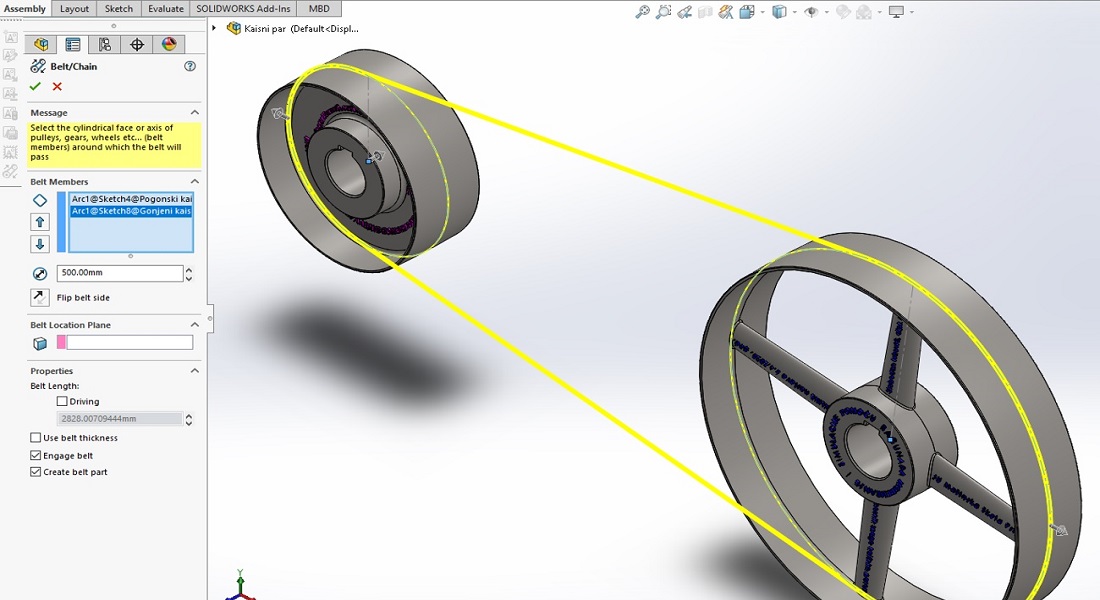 Assembly Layout Sketch Evaluate SOLIDWORKS Add-Ins MBD
Kaisni par (Default<Displ...
Belt/Chain
Message
Select the cylindrical face or axis of
pulleys, gears, wheels etc... (belt
members) around which the belt will
pass
Belt Members
Arc1@Sketch4@Pogonski kai
Arc1@Sketch8@Gonjeni kais
500.00mm
Flip belt side
Belt Location Plane
Properties
Belt Length:
Driving
2828.00709444mm
Use belt thickness
Engage belt
Create belt part
Y